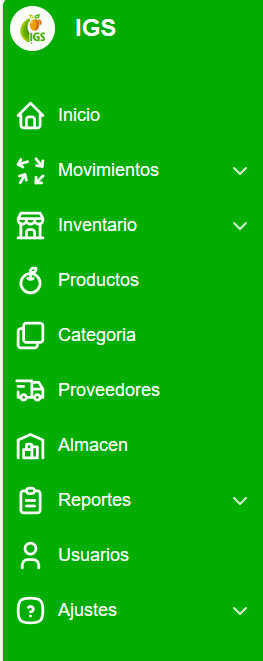 IGS
IGS
Inicio
Movimientos
Inventario
Productos
Categoria
Proveedores
Almacen
Reportes
Usuarios
Ajustes